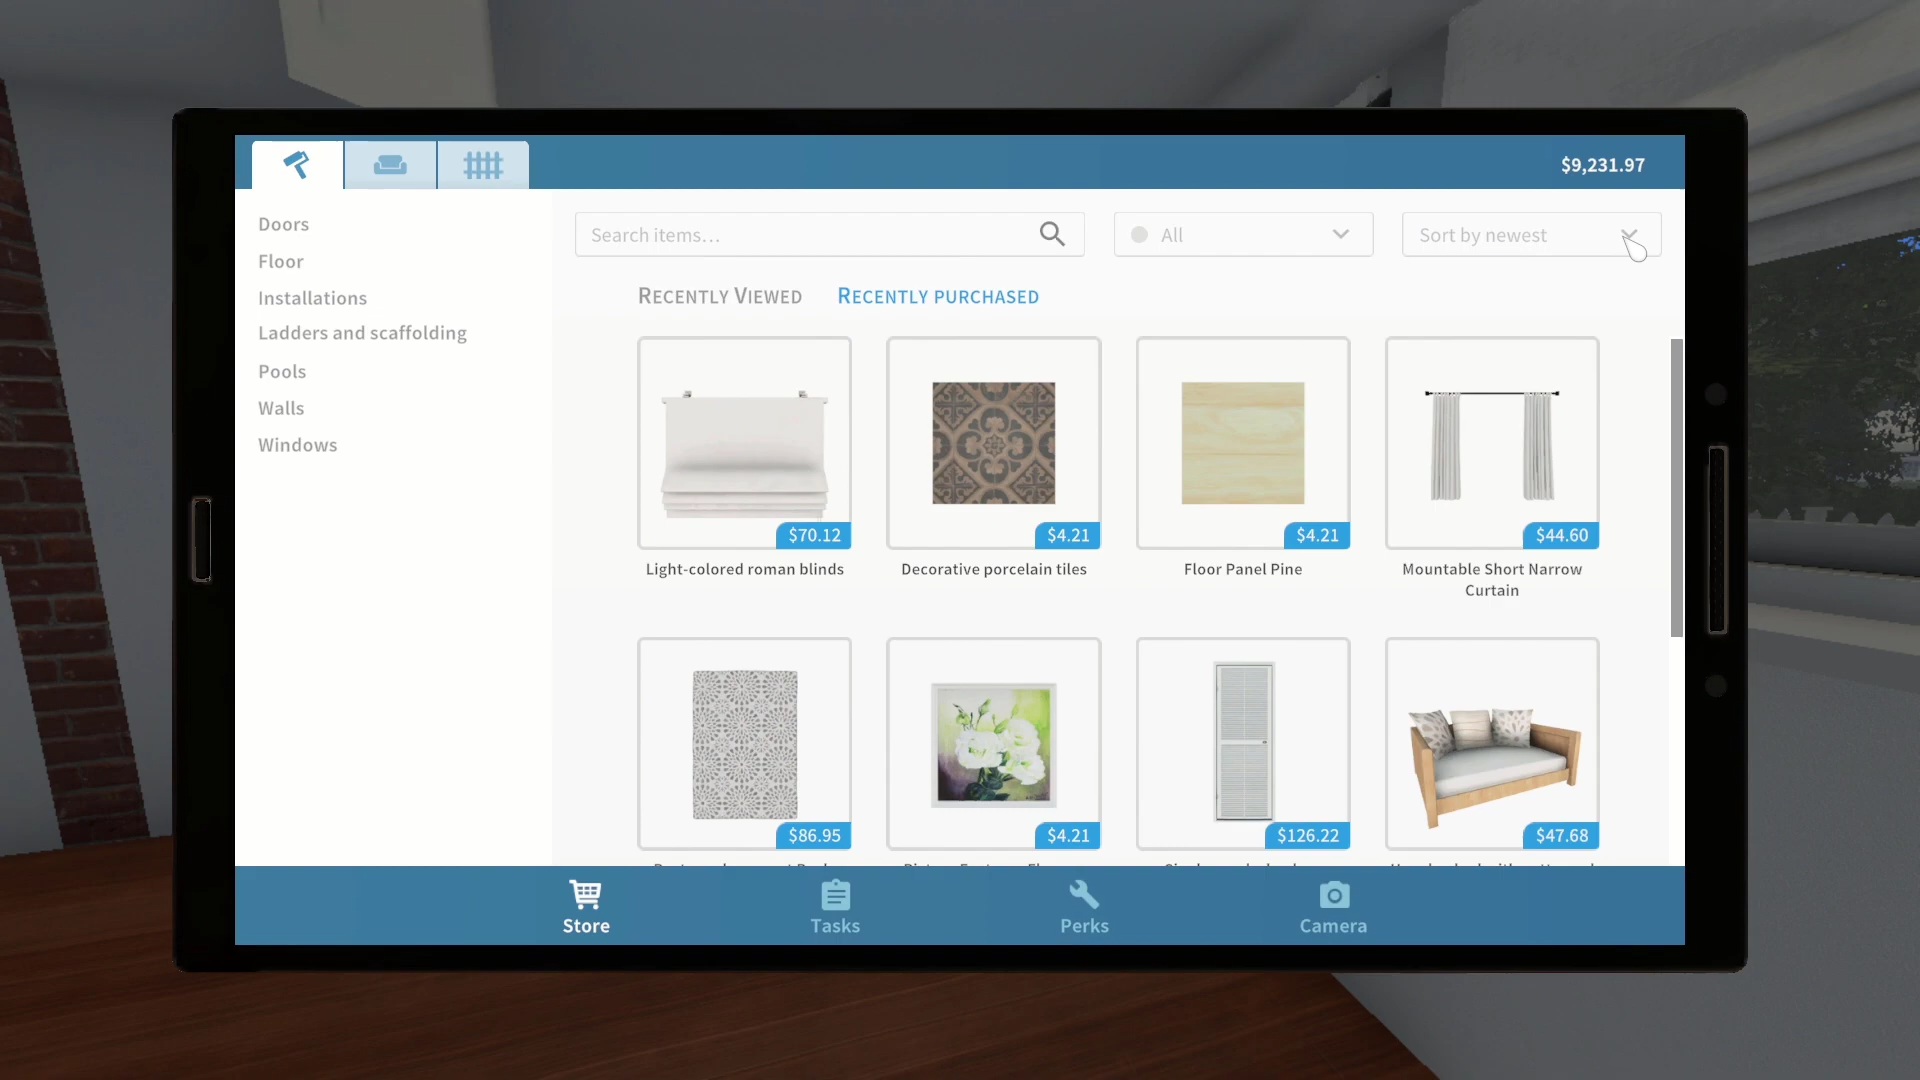 $9,231.97
Doors
Floor
Installations
Ladders and scaffolding
Pools
Walls
Windows
Search items...
All
Sort by newest
RECENTLY VIEWED
RECENTLY PURCHASED
$70.12
$4.21
$4.21
$44.60
Light-colored roman blinds
Decorative porcelain tiles
Floor Panel Pine
Mountable Short Narrow
Curtain
$86.95
$4.21
$126.22
$47.68
Store
Tasks
Perks
Camera